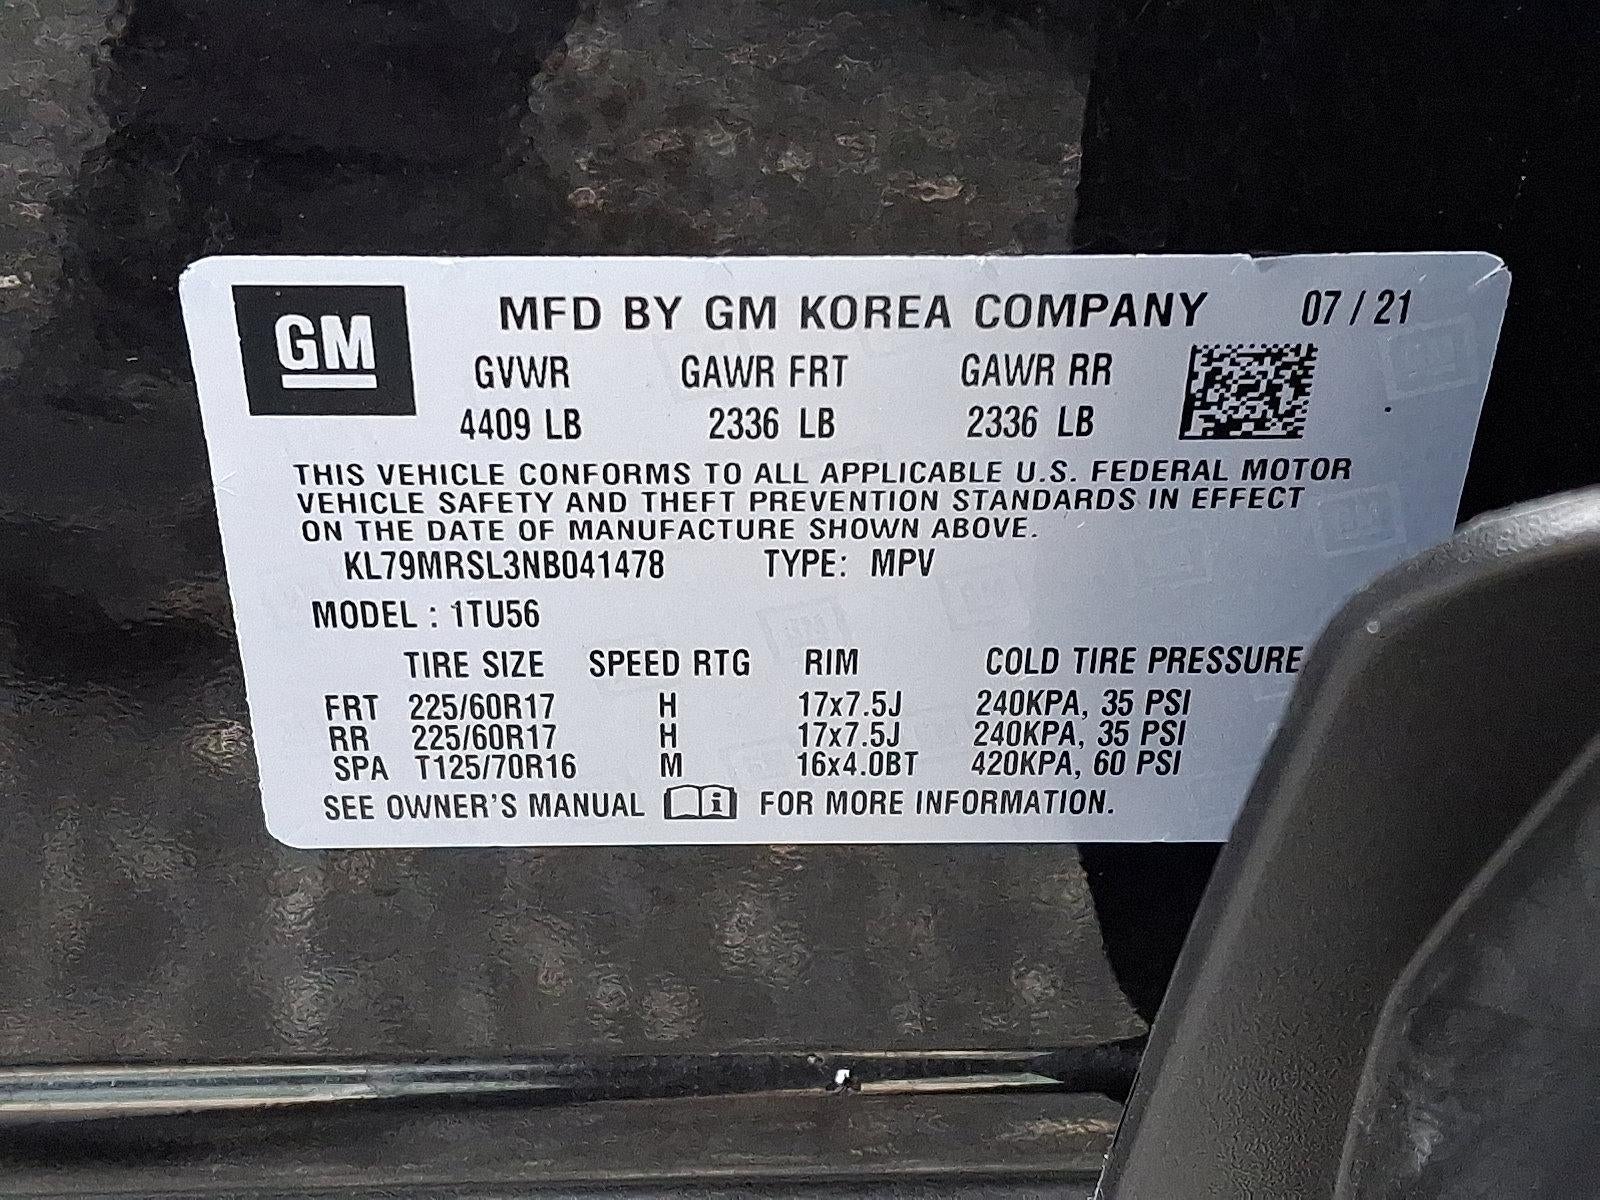 GM
MFD BY GM KOREA COMPANY 07 / 21
GVWR GAWR FRT GAWR RR
4409 LB 2336 LB 2336 LB
THIS VEHICLE CONFORMS TO ALL APPLICABLE U.S. FEDERAL MOTOR
VEHICLE SAFETY AND THEFT PREVENTION STANDARDS IN EFFECT
ON THE DATE OF MANUFACTURE SHOWN ABOVE.
KL79MRSL3NB041478 TYPE: MPV
MODEL : 1TU56
TIRE SIZE SPEED RTG RIM COLD TIRE PRESSURE
FRT 225/60R17 H 17x7.5J 240KPA, 35 PSI
RR 225/60R17 H 17x7.5J 240KPA, 35 PSI
SPA T125/70R16 M 16x4.0BT 420KPA, 60 PSI
SEE OWNER'S MANUAL i FOR MORE INFORMATION.